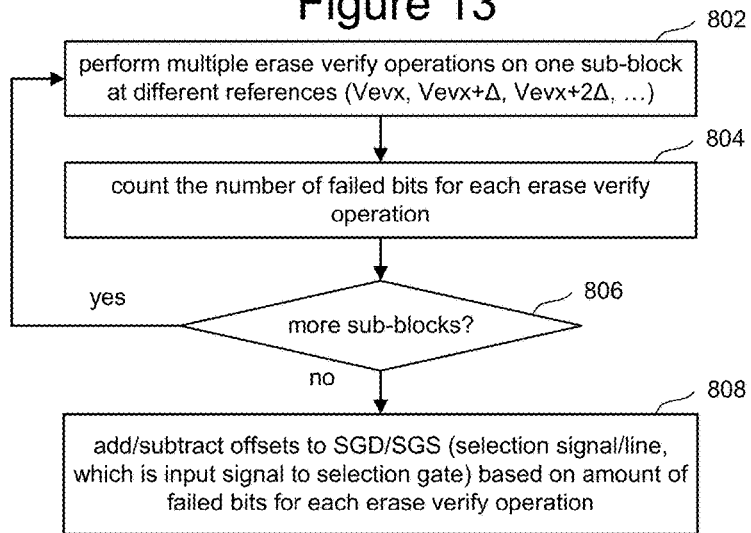 Figure 13
802
perform multiple erase verify operations on one sub-block
at different references (Vevx, Vevx+Δ, Vevx+2Δ, …)
804
count the number of failed bits for each erase verify
operation
806
yes
more sub-blocks?
no
808
add/subtract offsets to SGD/SGS (selection signal/line,
which is input signal to selection gate) based on amount of
failed bits for each erase verify operation